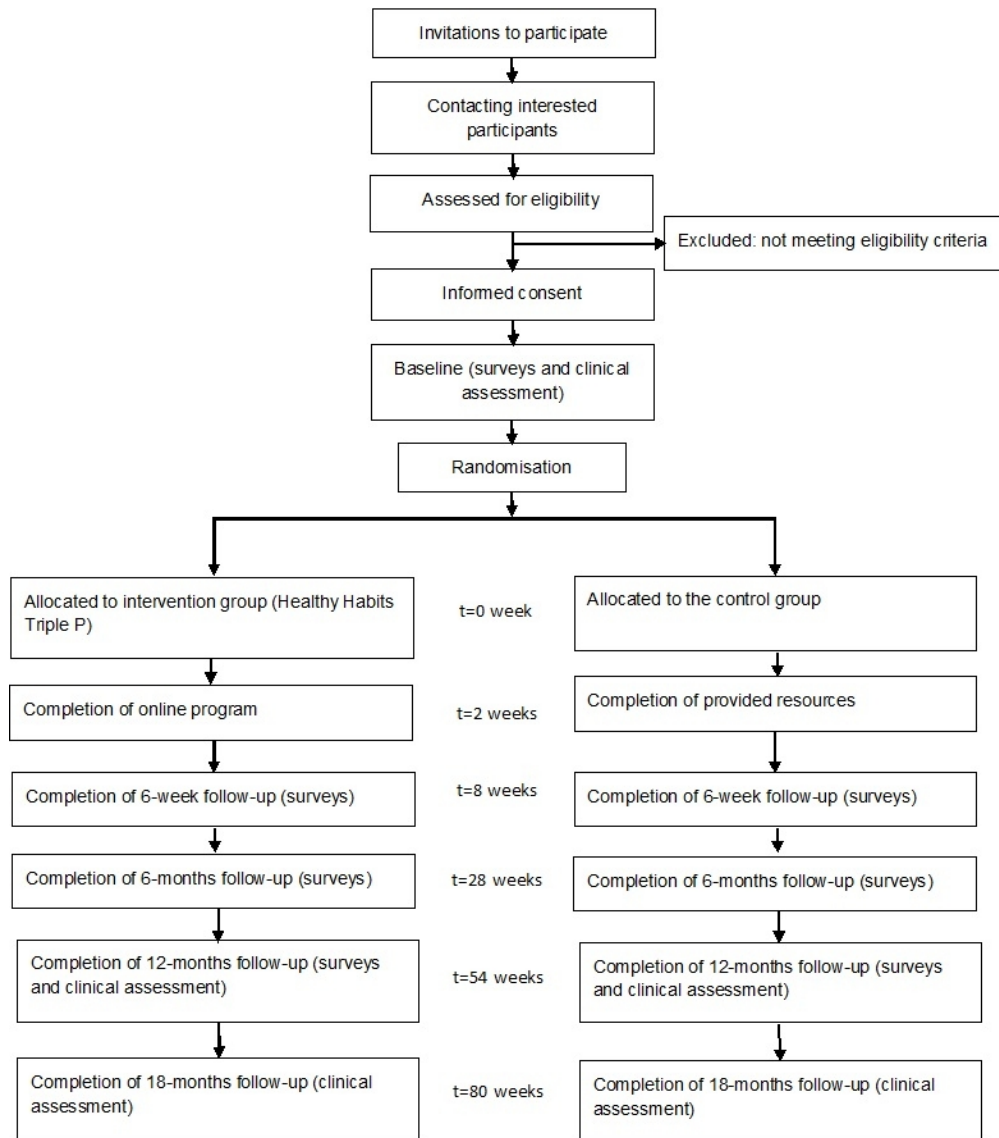 Invitations to participate
Contacting interested
participants
Assessed for eligibility
Excluded: not meeting eligibility criteria
Informed consent
Baseline (surveys and clinical
assessment)
Randomisation
Allocated to intervention group (Healthy Habits
Triple P)
t=0 week
Allocated to the control group
Completion of online program
t=2 weeks
Completion of provided resources
Completion of 6-week follow-up (surveys)
t=8 weeks
Completion of 6-week follow-up (surveys)
Completion of 6-months follow-up (surveys)
t=28 weeks
Completion of 6-months follow-up (surveys)
Completion of 12-months follow-up (surveys
and clinical assessment)
t=54 weeks
Completion of 12-months follow-up (surveys
and clinical assessment)
Completion of 18-months follow-up (clinical
assessment)
t=80 weeks
Completion of 18-months follow-up (clinical
assessment)